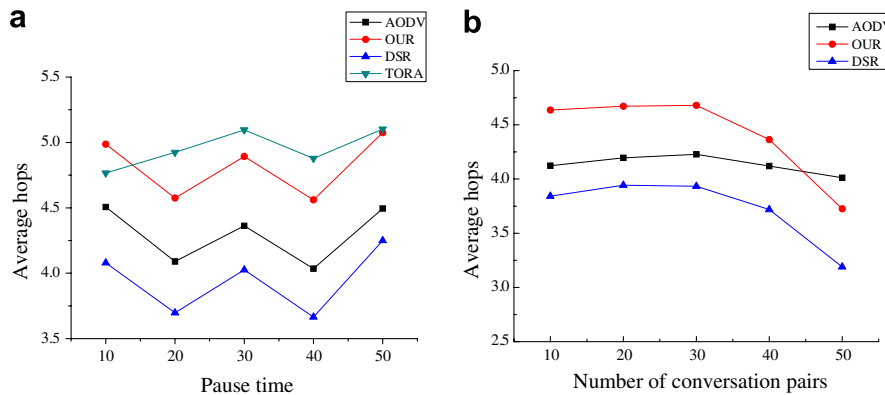 a
AODV
OUR
DSR
TORA
5.5
5.0
4.5
4.0
3.5
Average hops
10 20 30 40 50
Pause time
b
AODV
OUR
DSR
5.0
4.5
4.0
3.5
3.0
2.5
Average hops
10 20 30 40 50
Number of conversation pairs